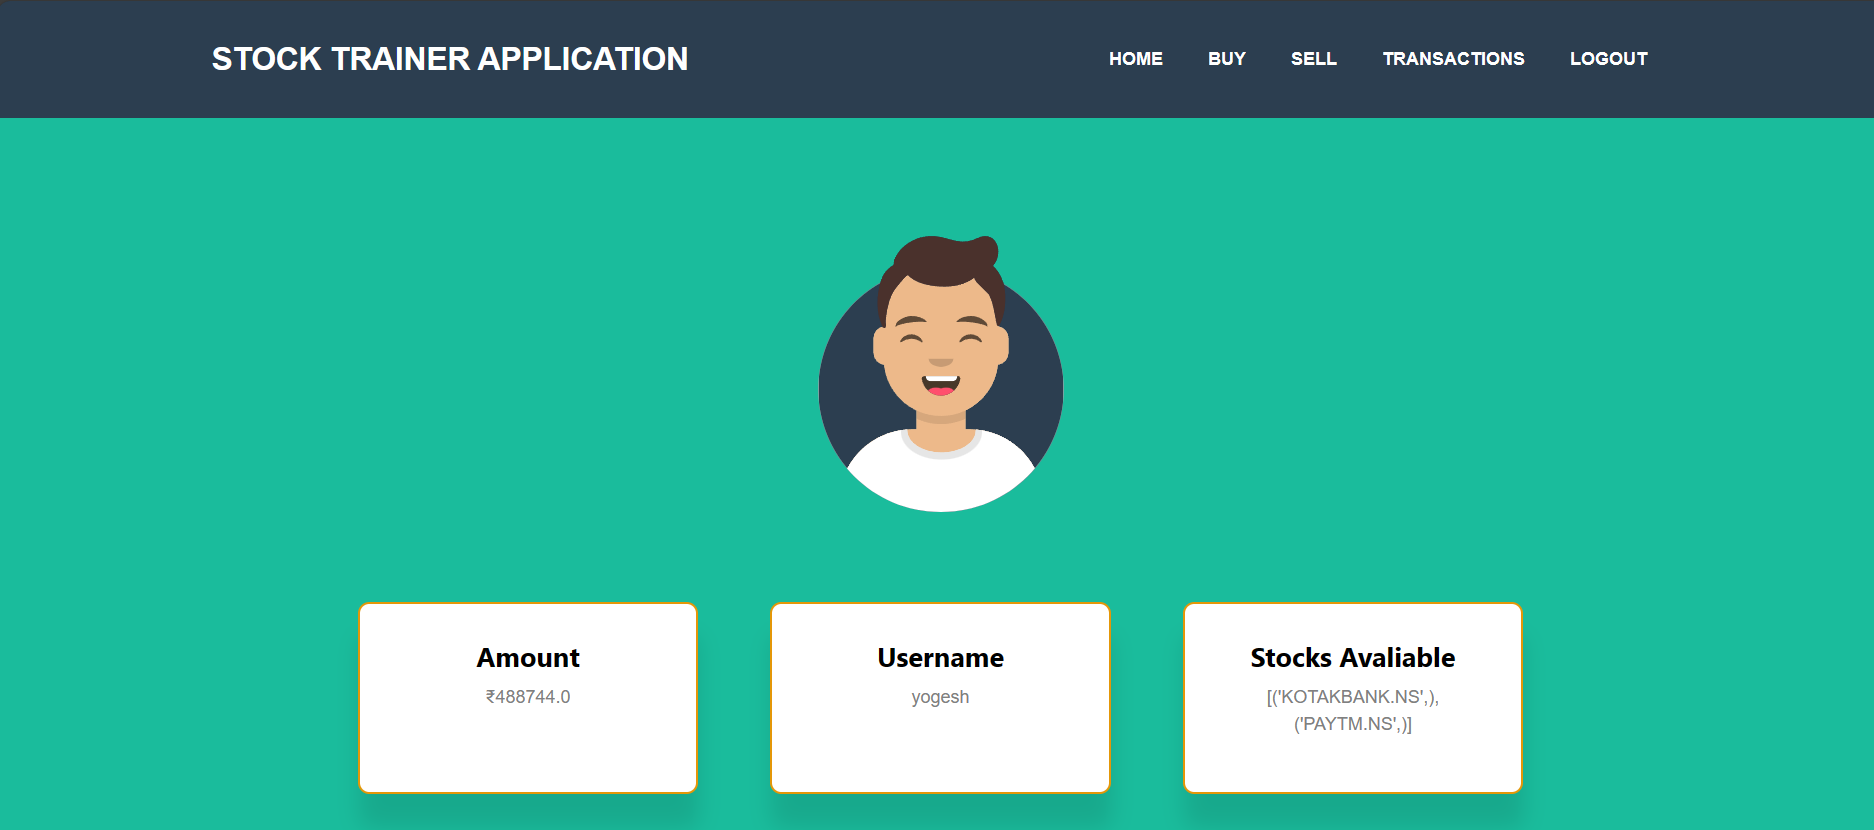 STOCK TRAINER APPLICATION
HOME BUY SELL TRANSACTIONS LOGOUT
Amount
₹488744.0
Username
yogesh
Stocks Avaliable
[('KOTAKBANK.NS',),
('PAYTM.NS',)]